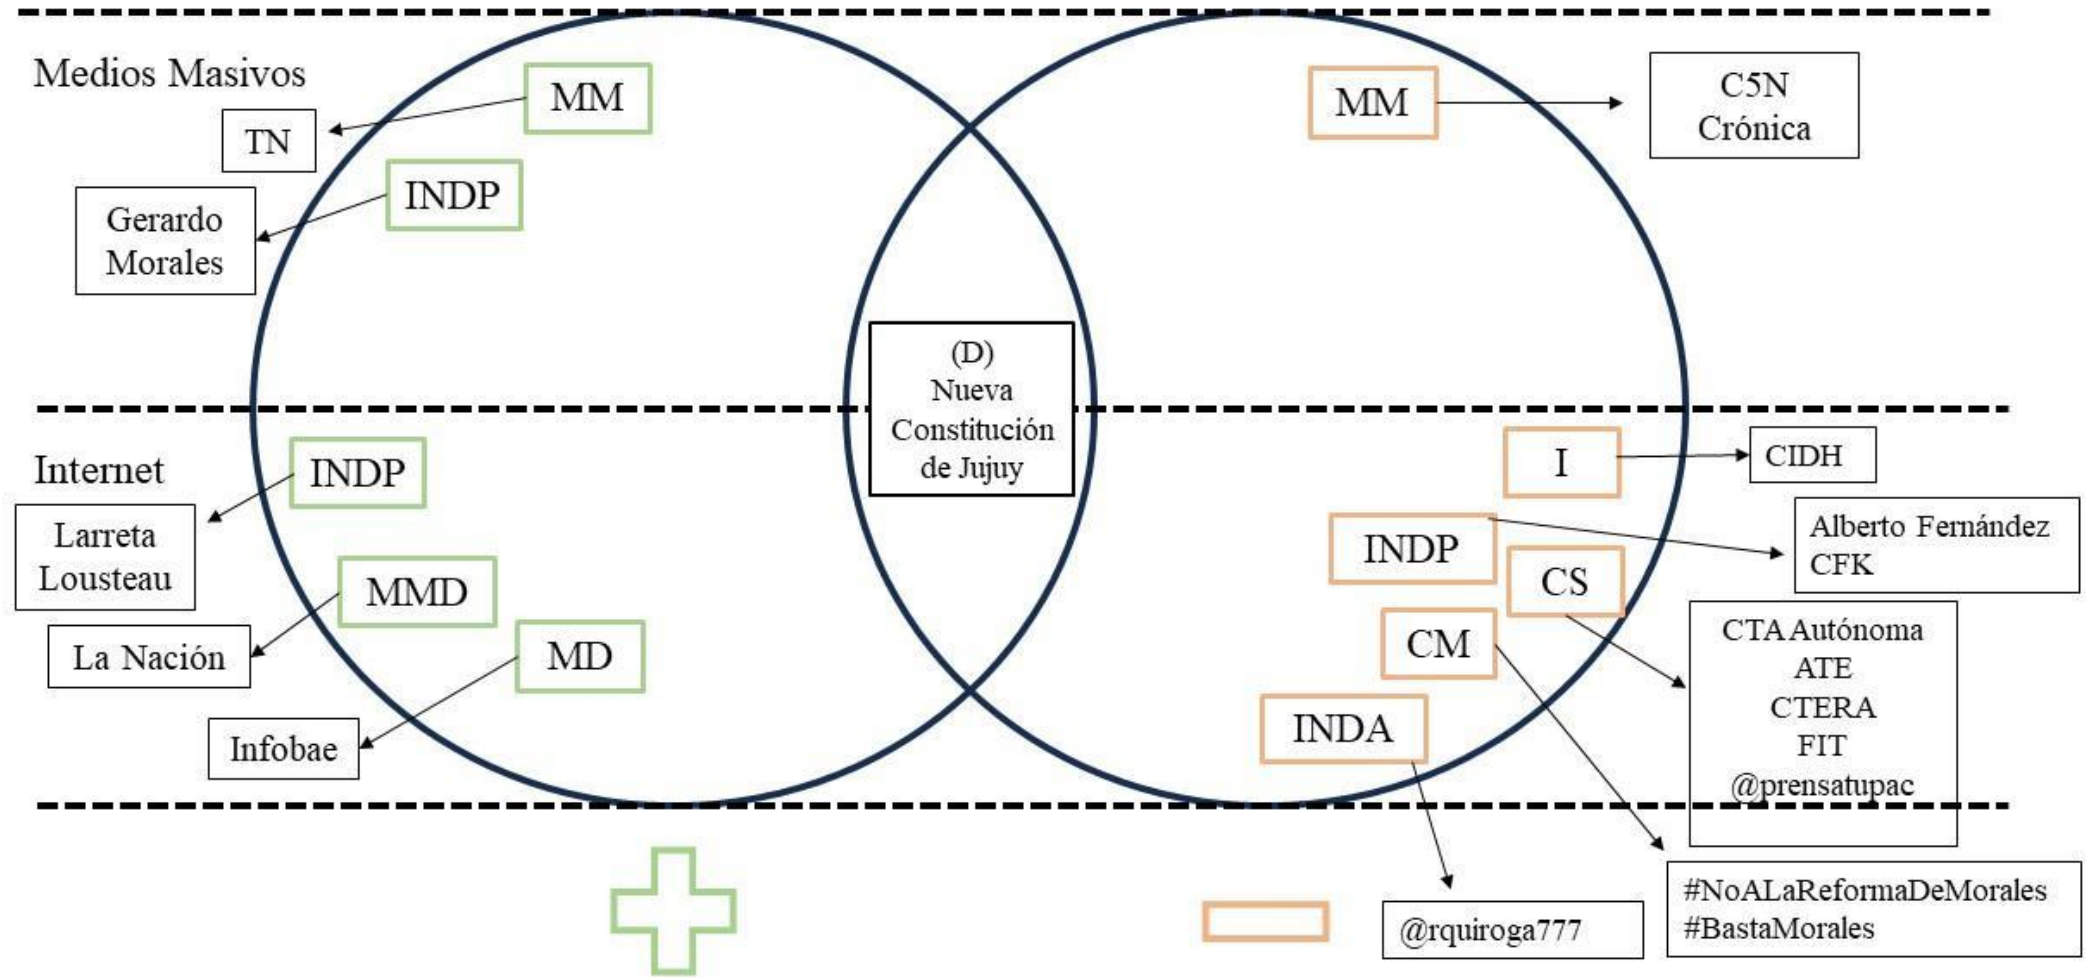 Medios Masivos
MM
TN
INDP
Gerardo
Morales
MM
C5N
Crónica
(D)
Nueva
Constitución
de Jujuy
Internet
INDP
Larreta
Lousteau
MMD
La Nación
MD
Infobae
I
CIDH
INDP
Alberto Fernández
CFK
CS
CTA Autónoma
ATE
CTERA
FIT
@prensatupac
CM
#NoALaReformaDeMorales
#BastaMorales
INDA
@rquiroga777